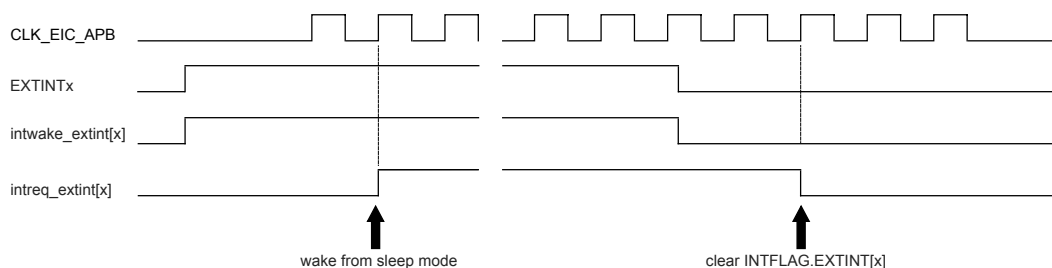 CLK_EIC_APB
EXTINTx
intwake_extint[x]
intreq_extint[x]
wake from sleep mode
clear INTFLAG.EXTINT[x]